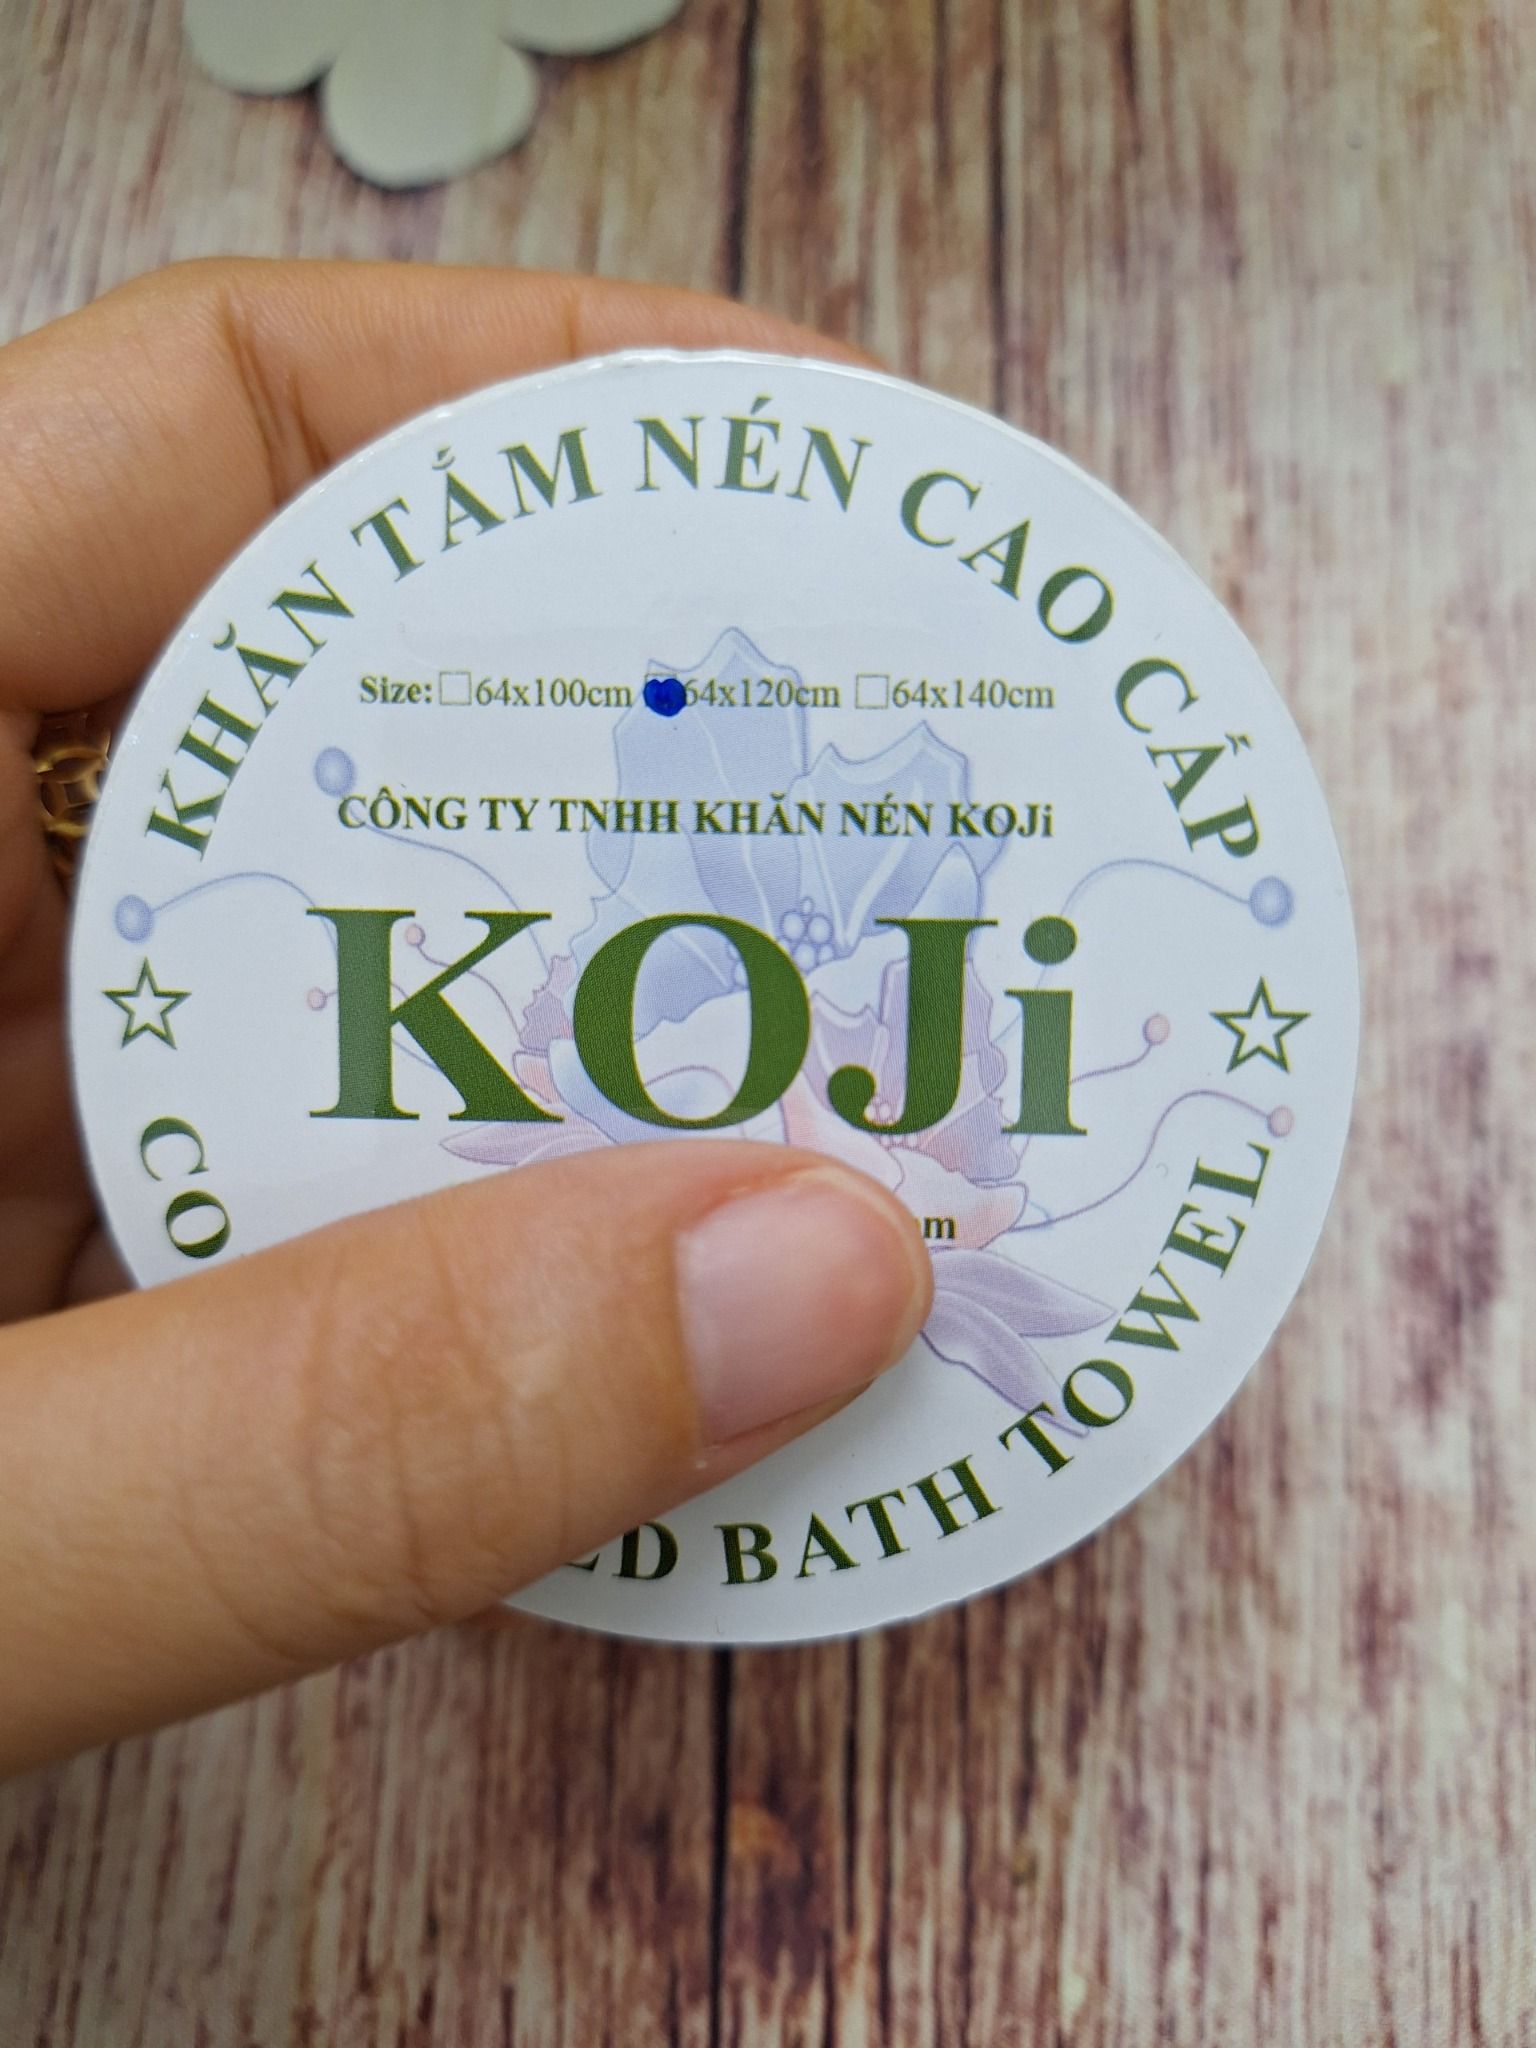 KHĂN TẮM NÉN CAO CẤP
Size: ☐64x100cm ☐64x120cm ☐64x140cm
CÔNG TY TNHH KHĂN NÉN KOJi
KOJi
BATH TOWEL